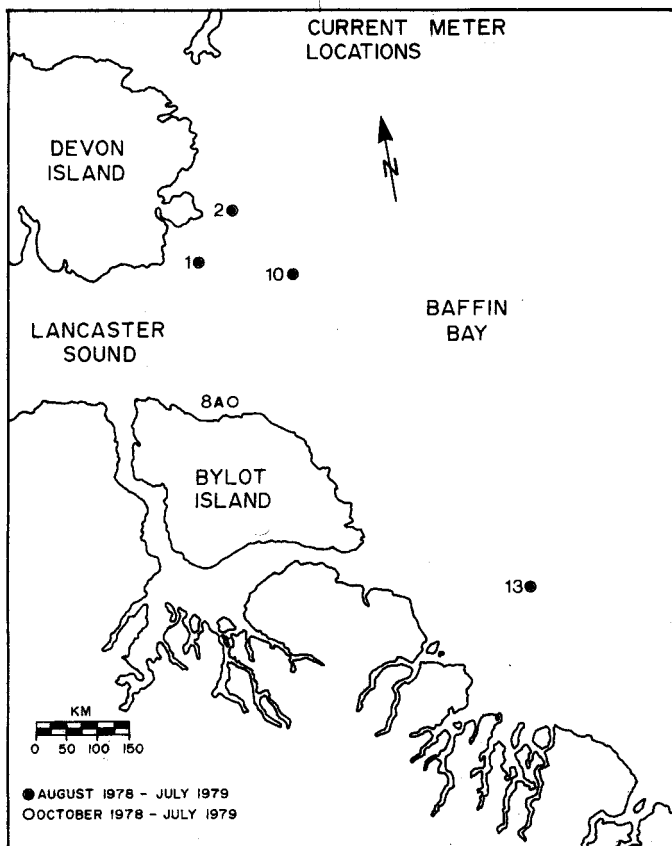 CURRENT METER
LOCATIONS
DEVON
ISLAND
N
2
1
10
BAFFIN
BAY
LANCASTER
SOUND
8A
BYLOT
ISLAND
13
KM
0 50 100 150
AUGUST 1978 - JULY 1979
OCTOBER 1978 - JULY 1979